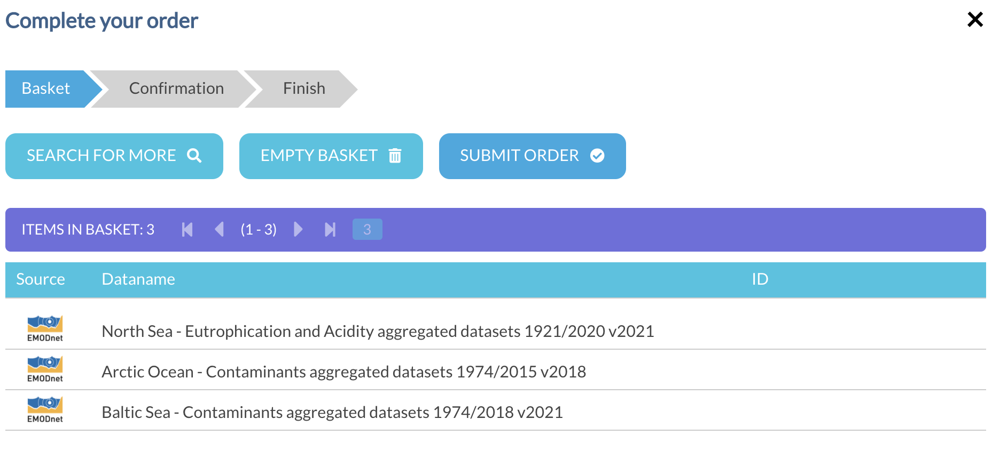 Complete your order
Basket Confirmation Finish
SEARCH FOR MORE EMPTY BASKET SUBMIT ORDER
ITEMS IN BASKET: 3 (1 - 3) 3
Source Dataname ID
EMODnet North Sea - Eutrophication and Acidity aggregated datasets 1921/2020 v2021
EMODnet Arctic Ocean - Contaminants aggregated datasets 1974/2015 v2018
EMODnet Baltic Sea - Contaminants aggregated datasets 1974/2018 v2021